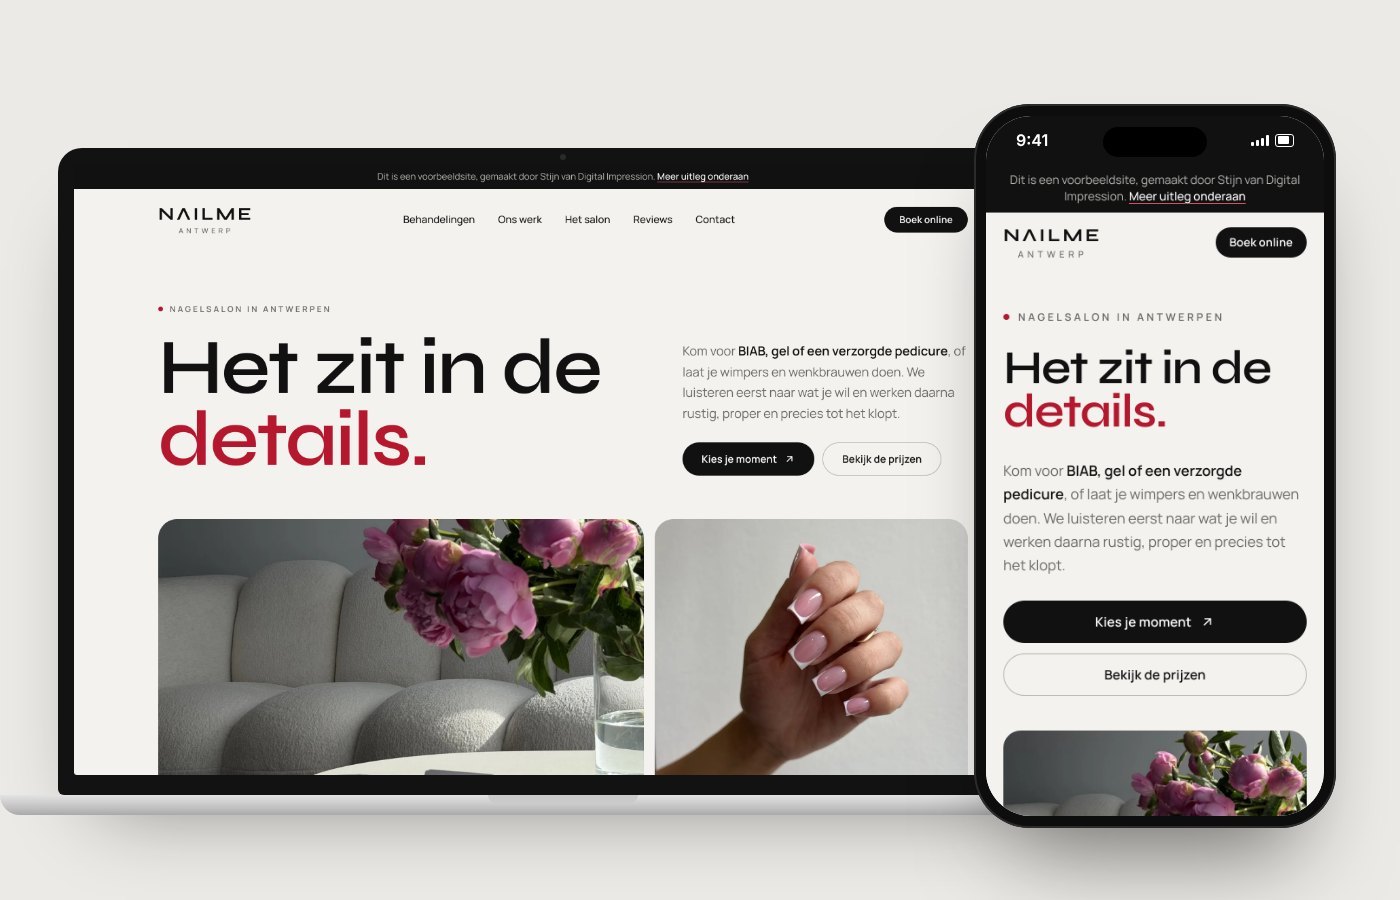 Dit is een voorbeeldsite, gemaakt door Stijn van Digital Impression. Meer uitleg onderaan
NAILME
ANTWERP
Behandelingen
Ons werk
Het salon
Reviews
Contact
Boek online
NAGELSALON IN ANTWERPEN
Het zit in de
details.
Kom voor BIAB, gel of een verzorgde pedicure, of
laat je wimpers en wenkbrauwen doen. We
luisteren eerst naar wat je wil en werken daarna
rustig, proper en precies tot het klopt.
Kies je moment
Bekijk de prijzen
9:41
Dit is een voorbeeldsite, gemaakt door Stijn van Digital
Impression. Meer uitleg onderaan
NAILME
ANTWERP
Boek online
NAGELSALON IN ANTWERPEN
Het zit in de
details.
Kom voor BIAB, gel of een verzorgde
pedicure, of laat je wimpers en wenkbrauwen
doen. We luisteren eerst naar wat je wil en
werken daarna rustig, proper en precies tot
het klopt.
Kies je moment
Bekijk de prijzen